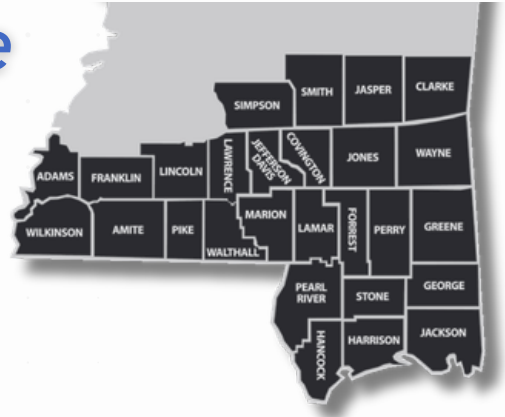 e
SMITH
JASPER
CLARKE
SIMPSON
LAWRENCE
JEFFERSON
DAVIS
COVINGTON
JONES
WAYNE
ADAMS
FRANKLIN
LINCOLN
WILKINSON
AMITE
PIKE
WALTHALL
MARION
LAMAR
FORREST
PERRY
GREENE
PEARL
RIVER
STONE
GEORGE
HANCOCK
HARRISON
JACKSON